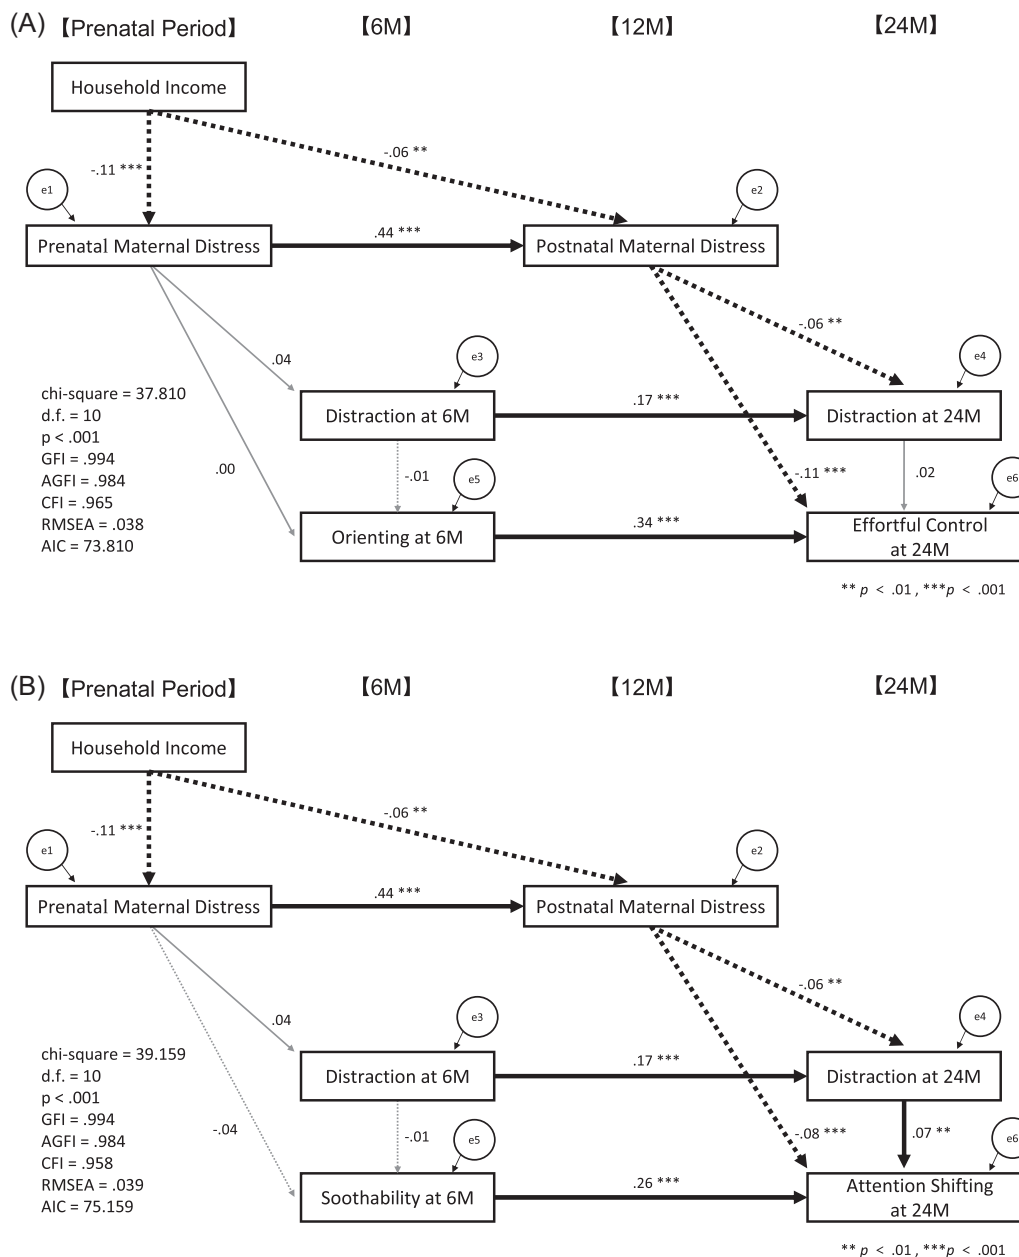 (A) 【Prenatal Period】 【6M】 【12M】 【24M】
Household Income
-.11 ***
-.06 **
e1
e2
Prenatal Maternal Distress
.44 ***
Postnatal Maternal Distress
.04
-.06 **
e3
e4
chi-square = 37.810
d.f. = 10
p < .001
GFI = .994
AGFI = .984
CFI = .965
RMSEA = .038
AIC = 73.810
Distraction at 6M
.17 ***
Distraction at 24M
.00
-.01
e5
-.11 ***
.02
e6
Orienting at 6M
.34 ***
Effortful Control
at 24M
** p < .01 , ***p < .001
(B) 【Prenatal Period】 【6M】 【12M】 【24M】
Household Income
-.11 ***
-.06 **
e1
e2
Prenatal Maternal Distress
.44 ***
Postnatal Maternal Distress
.04
-.06 **
e3
e4
chi-square = 39.159
d.f. = 10
p < .001
GFI = .994
AGFI = .984
CFI = .958
RMSEA = .039
AIC = 75.159
Distraction at 6M
.17 ***
Distraction at 24M
-.04
-.01
e5
-.08 ***
.07 **
e6
Soothability at 6M
.26 ***
Attention Shifting
at 24M
** p < .01 , ***p < .001